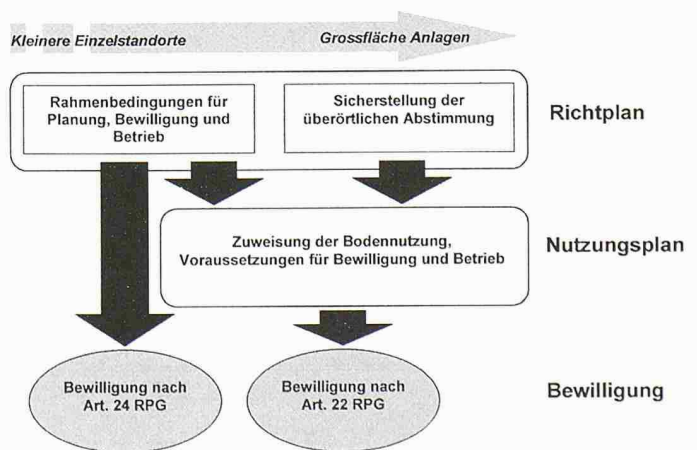 Kleinere Einzelstandorte
Grossfläche Anlagen
Rahmenbedingungen für
Planung, Bewilligung und
Betrieb
Sicherstellung der
überörtlichen Abstimmung
Richtplan
Zuweisung der Bodennutzung,
Voraussetzungen für Bewilligung und Betrieb
Nutzungsplan
Bewilligung nach
Art. 24 RPG
Bewilligung nach
Art. 22 RPG
Bewilligung